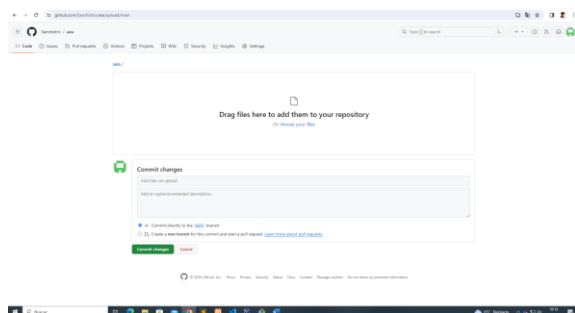 Code Issues Pull requests Actions Projects Wiki Security Insights Settings
Drag files here to add them to your repository
Or choose your files
Commit changes
Add files via upload
Add an optional extended description...
Commit directly to the main branch.
Create a new branch for this commit and start a pull request. Learn more about pull requests.
Commit changes Cancel
Terms Privacy Security Status Docs Contact Manage cookies Do not share my personal information
Buscar